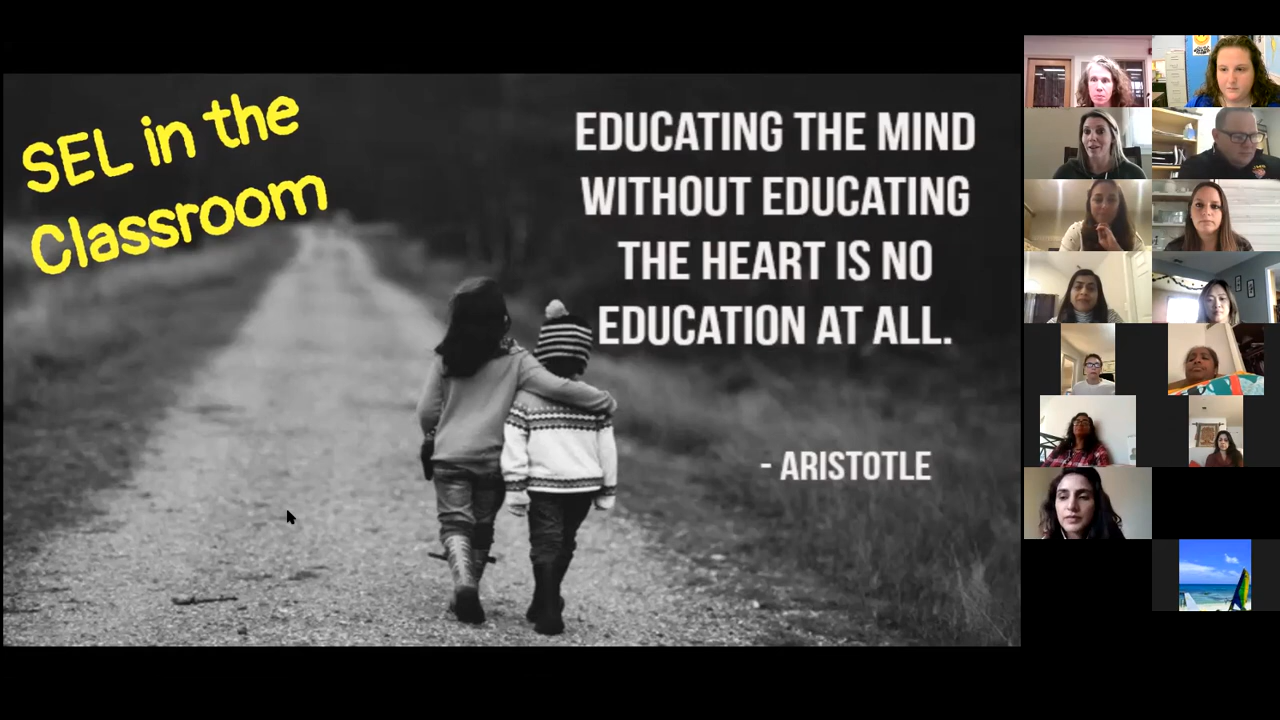 SEL in the
Classroom
EDUCATING THE MIND
WITHOUT EDUCATING
THE HEART IS NO
EDUCATION AT ALL.
- ARISTOTLE